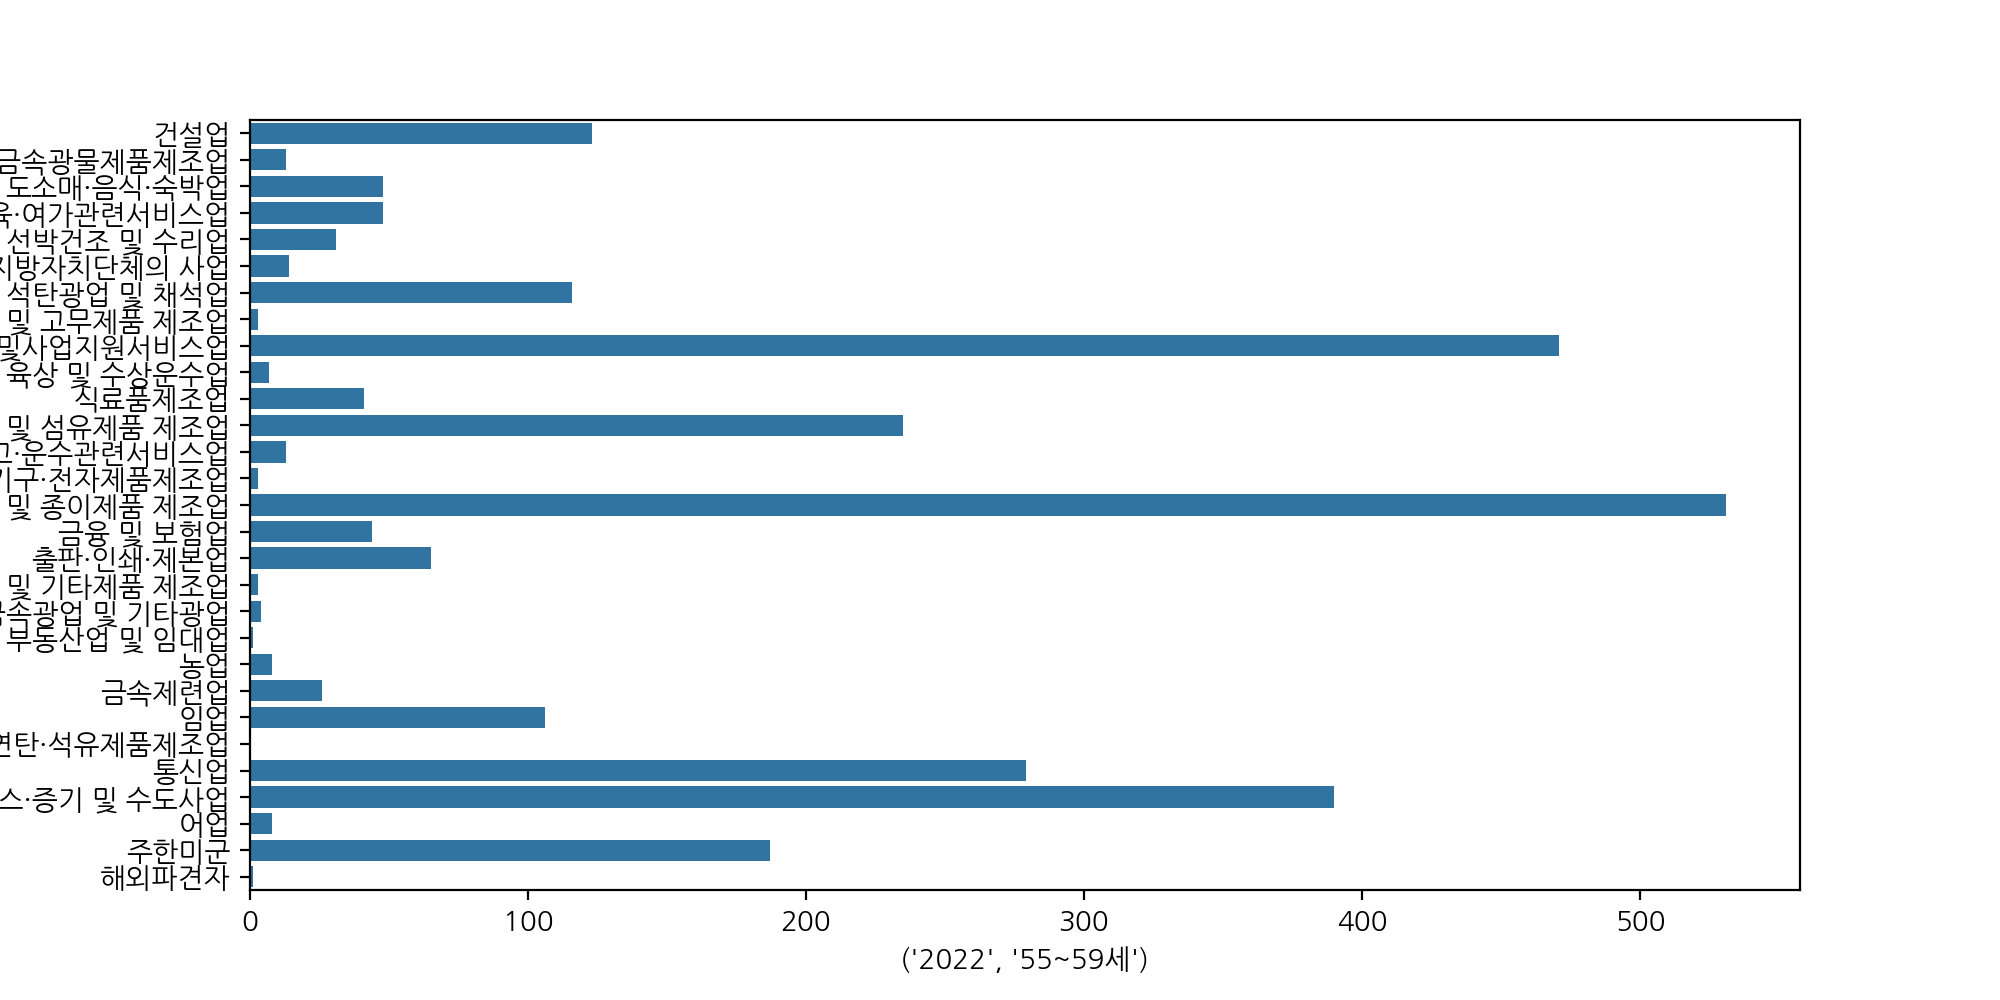 건설업
금속광물제품제조업
도소매·음식·숙박업
·여가관련서비스업
선박건조 및 수리업
지방자치단체의 사업
석탄광업 및 채석업
및 고무제품 제조업
및사업지원서비스업
육상 및 수상운수업
식료품제조업
및 섬유제품 제조업
·운수관련서비스업
기구·전자제품제조업
및 종이제품 제조업
금융 및 보험업
출판·인쇄·제본업
및 기타제품 제조업
금속광업 및 기타광업
부동산업 및 임대업
농업
금속제련업
임업
연탄·석유제품제조업
통신업
스·증기 및 수도사업
어업
주한미군
해외파견자
0 100 200 300 400 500
('2022', '55~59세')